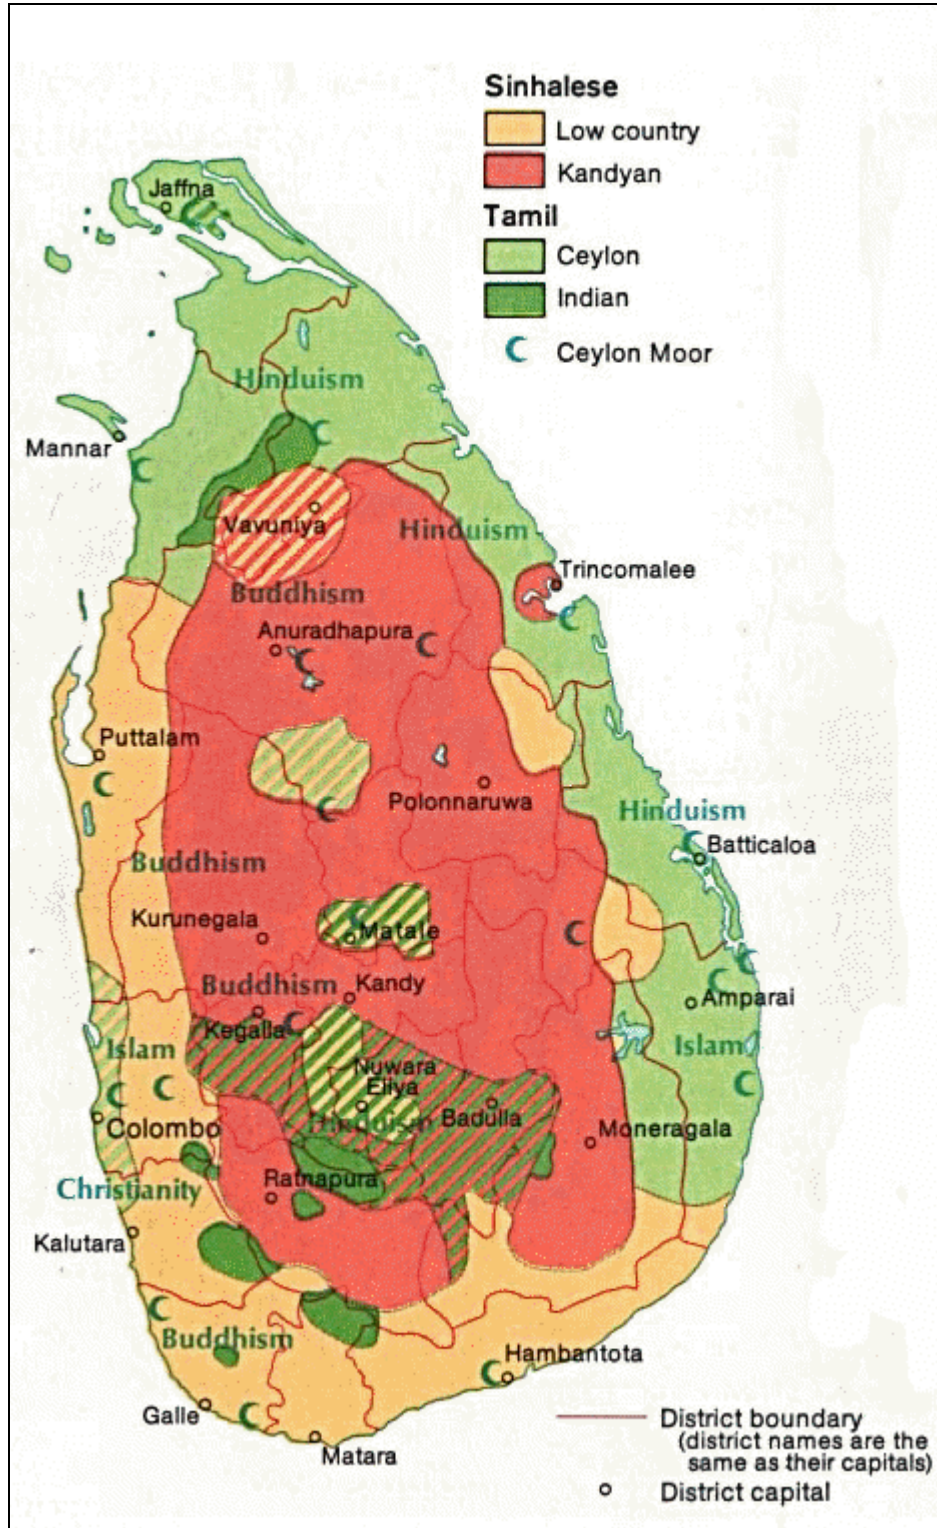 Sinhalese
Low country
Kandyan
Tamil
Ceylon
Indian
Ceylon Moor
Jaffna
Hinduism
Mannar
Vavuniya
Hinduism
Trincomalee
Buddhism
Anuradhapura
Puttalam
Polonnaruwa
Hinduism
Batticaloa
Buddhism
Kurunegala
Matale
Buddhism
Kandy
Amparai
Kegalla
Islam
Islam
Nuwara
Eliya
Hinduism
Badulla
Colombo
Moneragala
Christianity
Ratnapura
Kalutara
Buddhism
Hambantota
Galle
Matara
District boundary
(district names are the
same as their capitals)
District capital